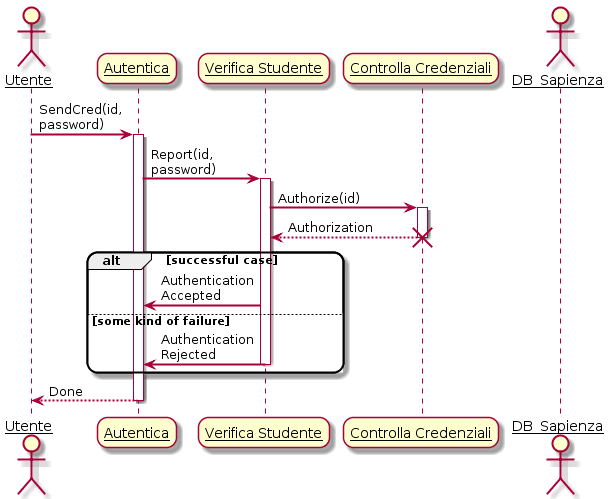 Utente
Autentica
Verifica Studente
Controlla Credenziali
DB_Sapienza
SendCred(id,
password)
Report(id,
password)
Authorize(id)
Authorization
alt
[successful case]
Authentication
Accepted
[some kind of failure]
Authentication
Rejected
Done
Utente
Autentica
Verifica Studente
Controlla Credenziali
DB_Sapienza